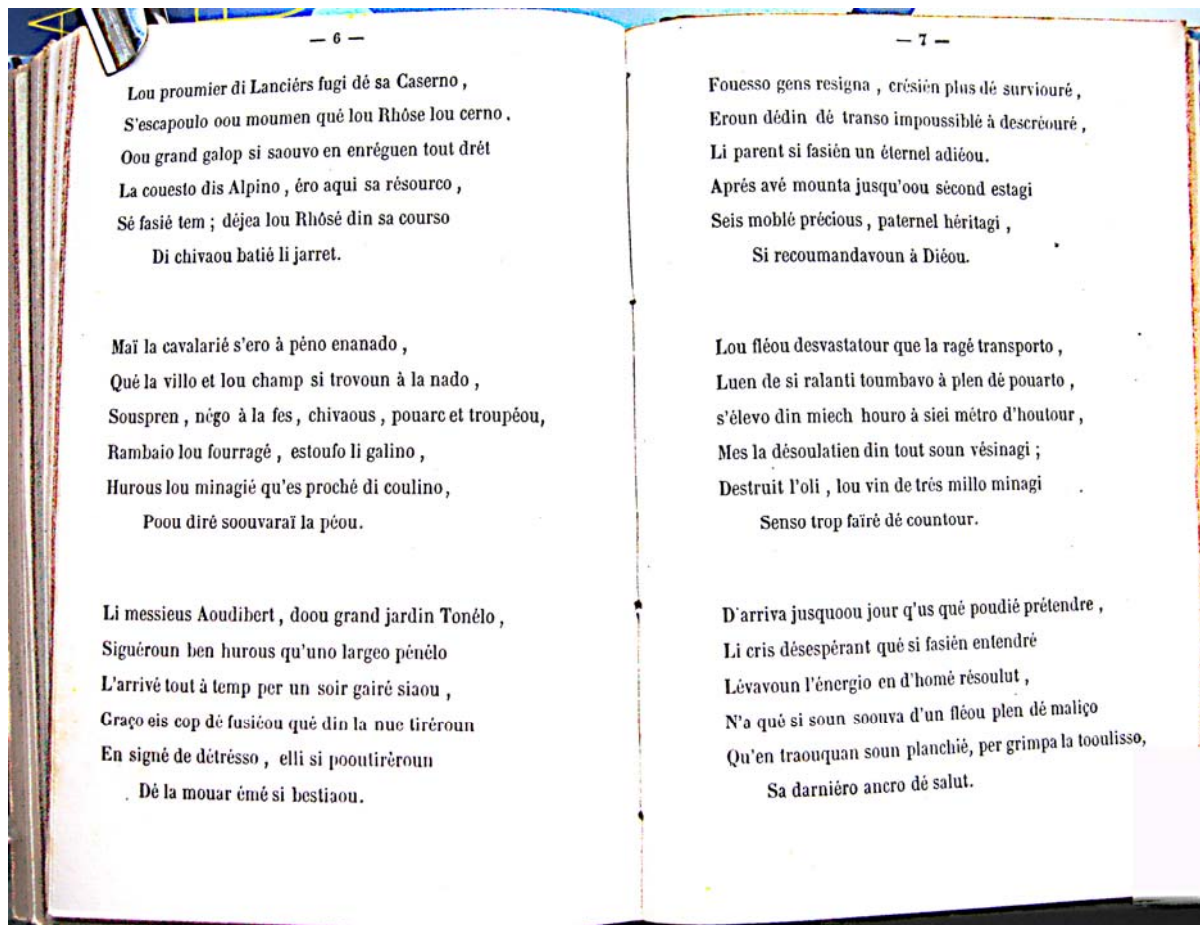 — 6 —
Lou proumier di Lanciérs fugi dé sa Caserno ,
S'escapoulo oou moumen qué lou Rhôse lou cerno .
Oou grand galop si saouvo en enréguen tout drét
La couesto dis Alpino , éro aqui sa résourco ,
Sé fasié tem ; déjea lou Rhôsé din sa courso
Di chivaou batié li jarret.
Maï la cavalarié s'ero à péno enanado ,
Qué la villo et lou champ si trovoun à la nado ,
Souspren , négo à la fes , chivaous , pouarc et troupéou,
Rambaio lou fourragé , estoufo li galino ,
Hurous lou minagié qu'es proché di coulino ,
Poou diré soouvaraï la péou.
Li messieus Aoudibert , doou grand jardin Tonélo ,
Siguéroun ben hurous qu'uno largeo pénélo
L'arrivé tout à temp per un soir gairé siaou ,
Graço eis cop dé fusiéou qué din la nue tiréroun
En signé de détrésso , elli si pooutiréroun
Dé la mouar émé si bestiaou.
— 7 —
Fouesso gens resigna , crésién plus dé surviouré ,
Eroun dédin dé transo impoussiblé à descréouré ,
Li parent si fasién un éternel adiéou.
Aprés avé mounta jusqu'oou sécond estagi
Seis moblé précious , paternel héritagi ,
Si recoumandavoun à Diéou.
Lou fléou desvastatour que la ragé transporto ,
Luen de si ralanti toumbavo à plen dé pouarto ,
s'élevo din miech houro à siei métro d'houtour ,
Mes la désoulatien din tout soun vésinagi ;
Destruit l'oli , lou vin de trés millo minagi
Senso trop faïré dé countour.
D'arriva jusquoou jour q'us qué poudié prétendre ,
Li cris désespérant qué si fasién entendré
Lévavoun l'énergio en d'homé résoulut ,
N'a qué si soun soouva d'un fléou plen dé maliço
Qu'en traouquan soun planchié, per grimpa la tooulisso,
Sa darniéro ancro dé salut.